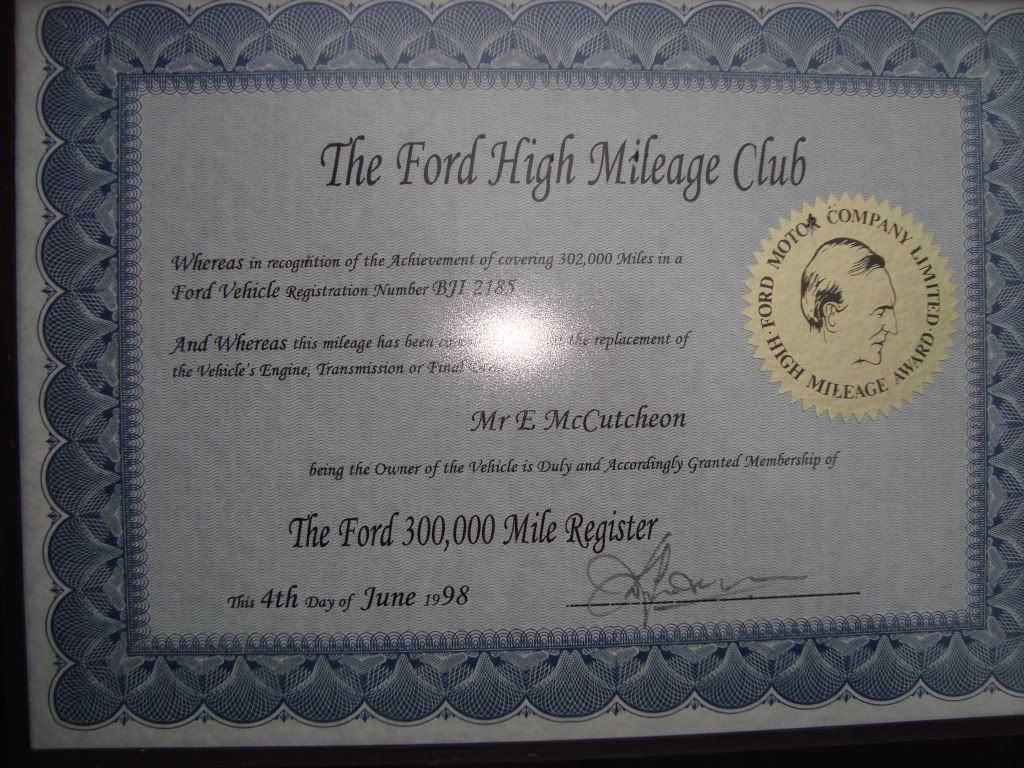 The Ford High Mileage Club
Whereas in recognition of the Achievement of covering 302,000 Miles in a
Ford Vehicle Registration Number BJI 2185
And Whereas this mileage has been the replacement of
the Vehicle's Engine, Transmission or Final
Mr E McCutcheon
being the Owner of the Vehicle is Duly and Accordingly Granted Membership of
The Ford 300,000 Mile Register
This 4th Day of June 1998
FORD MOTOR COMPANY LIMITED
· HIGH MILEAGE AWARD ·